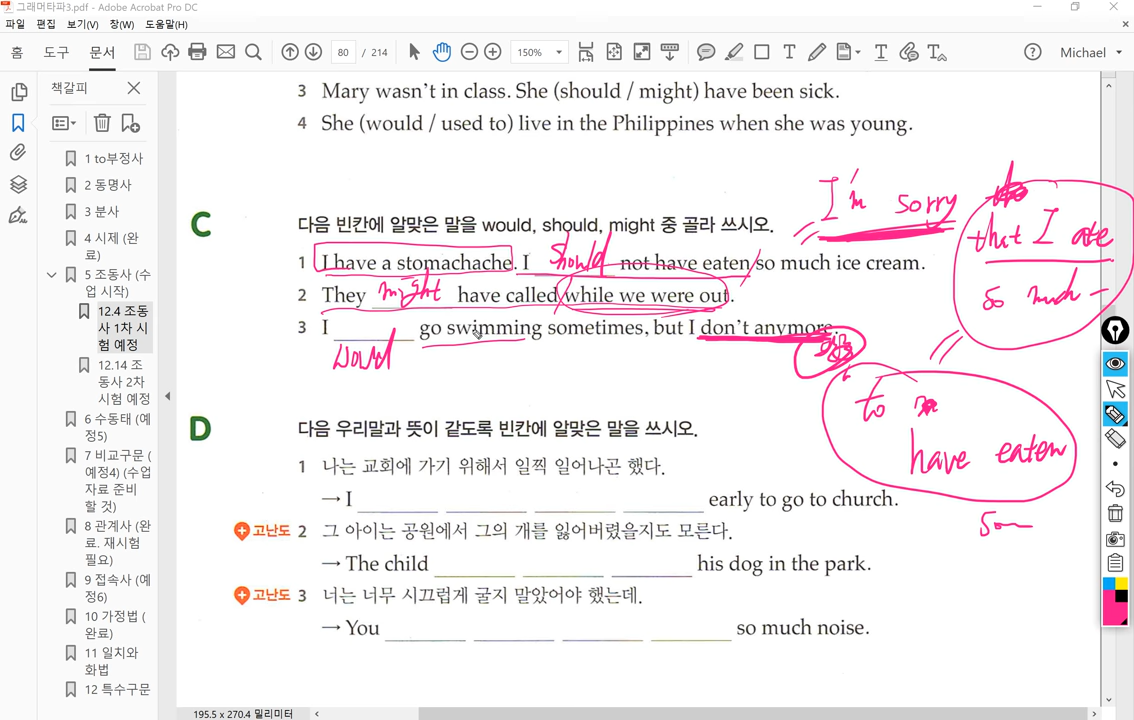 그래머타파3.pdf - Adobe Acrobat Pro DC
파일 편집 보기(V) 창(W) 도움말(H)
홈 도구 문서 80 / 214 150% Michael
책갈피
1 to부정사
2 동명사
3 분사
4 시제 (완
료)
5 조동사 (수
업 시작)
12.4 조동
사 1차 시
험 예정
12.14 조
동사 2차
시험 예정
6 수동태 (예
정5)
7 비교구문 (
예정4) (수업
자료 준비
할 것)
8 관계사 (완
료. 재시험
필요)
9 접속사 (예
정6)
10 가정법 (
완료)
11 일치와
화법
12 특수구문
3 Mary wasn't in class. She (should / might) have been sick.
4 She (would / used to) live in the Philippines when she was young.
I'm sorry
that I ate
so much
C 다음 빈칸에 알맞은 말을 would, should, might 중 골라 쓰시오.
1 I have a stomachache. I should not have eaten so much ice cream.
2 They might have called while we were out.
3 I would go swimming sometimes, but I don't anymore.
to
have eaten
D 다음 우리말과 뜻이 같도록 빈칸에 알맞은 말을 쓰시오.
1 나는 교회에 가기 위해서 일찍 일어나곤 했다.
→ I early to go to church.
고난도 2 그 아이는 공원에서 그의 개를 잃어버렸을지도 모른다.
→ The child his dog in the park.
고난도 3 너는 너무 시끄럽게 굴지 말았어야 했는데.
→ You so much noise.
195.5 x 270.4 밀리미터